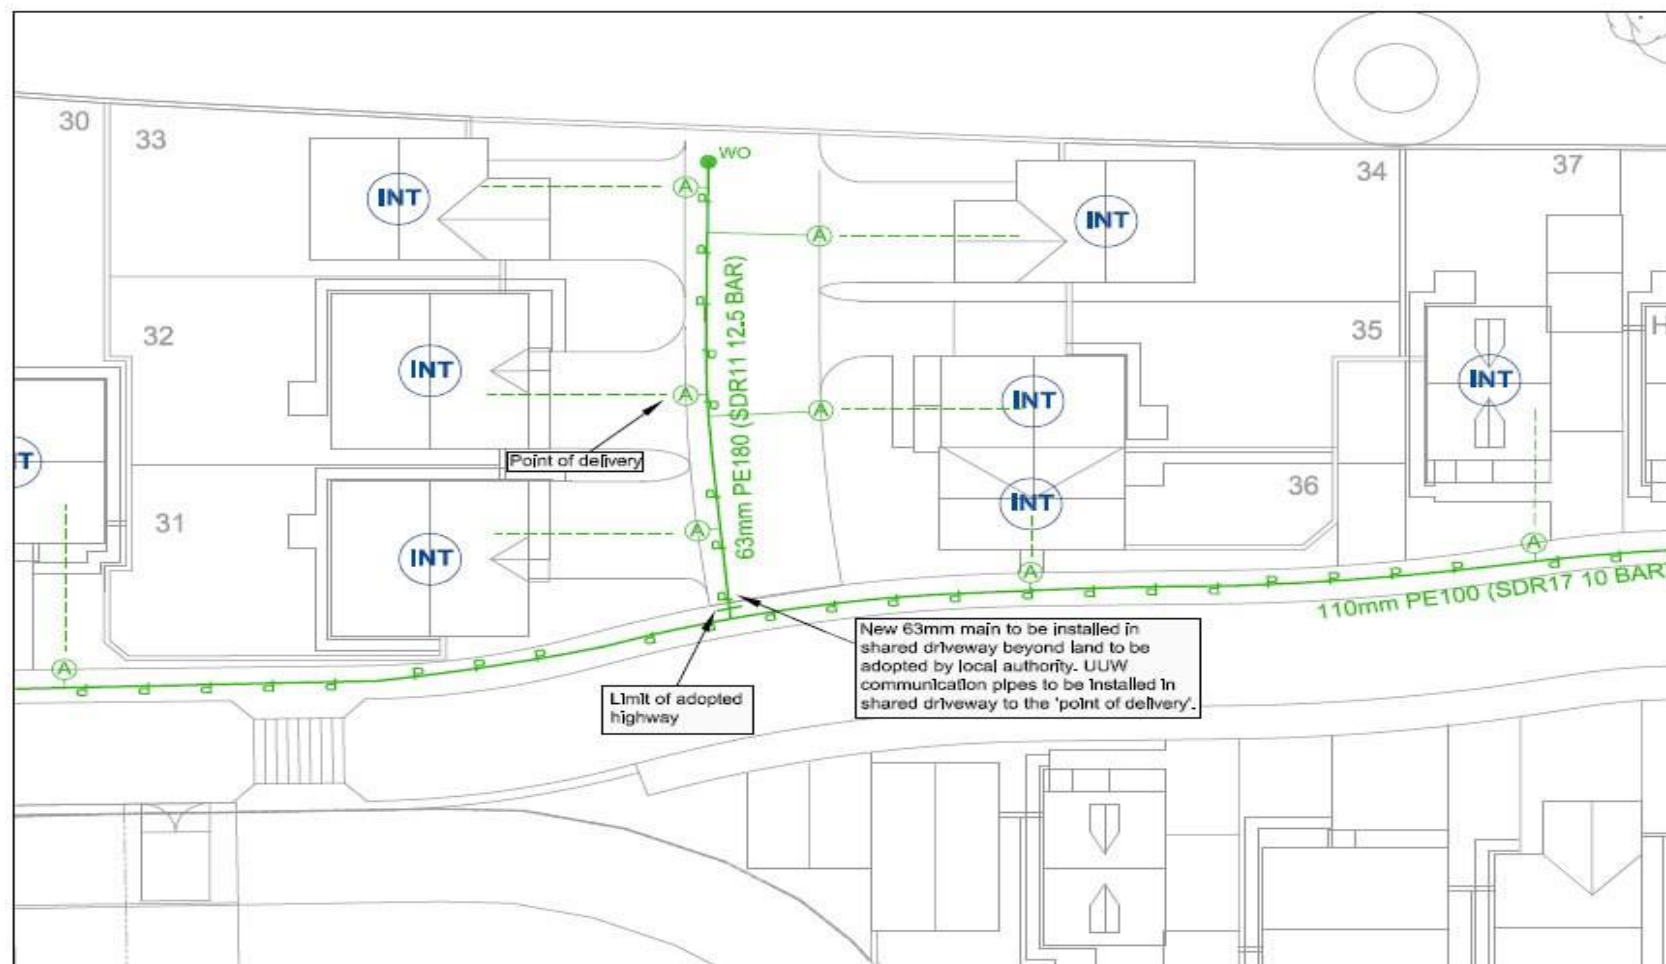 30
33
WO
34
37
A
INT
INT
A
A
32
35
INT
INT
INT
A
A
63mm PE180 (SDR11 12.5 BAR)
Point of delivery
36
31
INT
INT
A
A
A
A
110mm PE100 (SDR17 10 BAR
New 63mm main to be installed in
shared driveway beyond land to be
adopted by local authority. UUW
communication pipes to be installed in
shared driveway to the 'point of delivery'.
Limit of adopted
highway